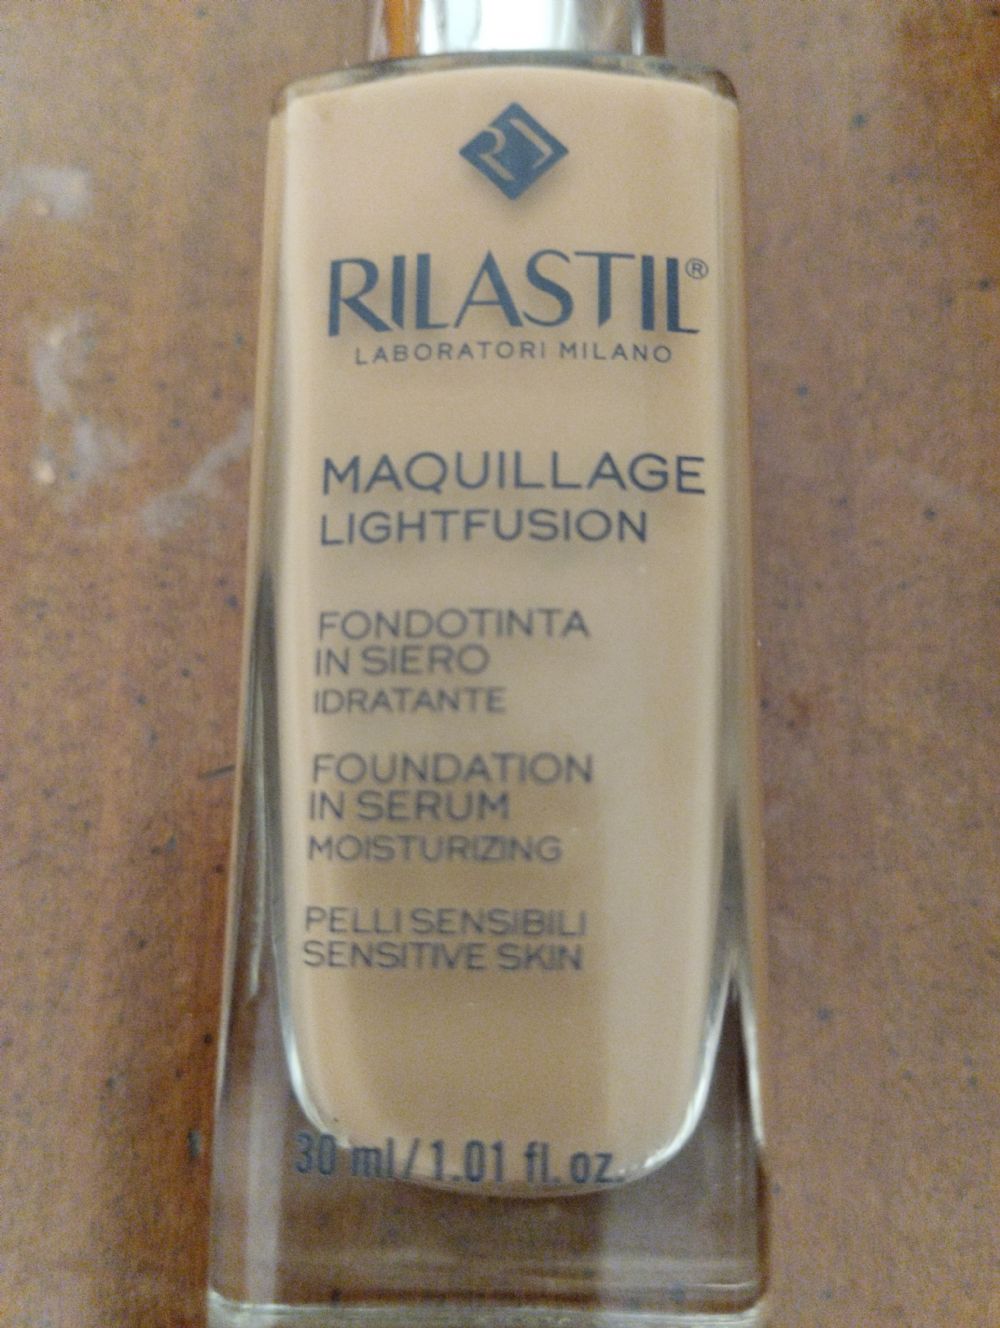 RILASTIL®
LABORATORI MILANO
MAQUILLAGE
LIGHTFUSION
FONDOTINTA
IN SIERO
IDRATANTE
FOUNDATION
IN SERUM
MOISTURIZING
PELLI SENSIBILI
SENSITIVE SKIN
30 ml/1.01 fl. oz.